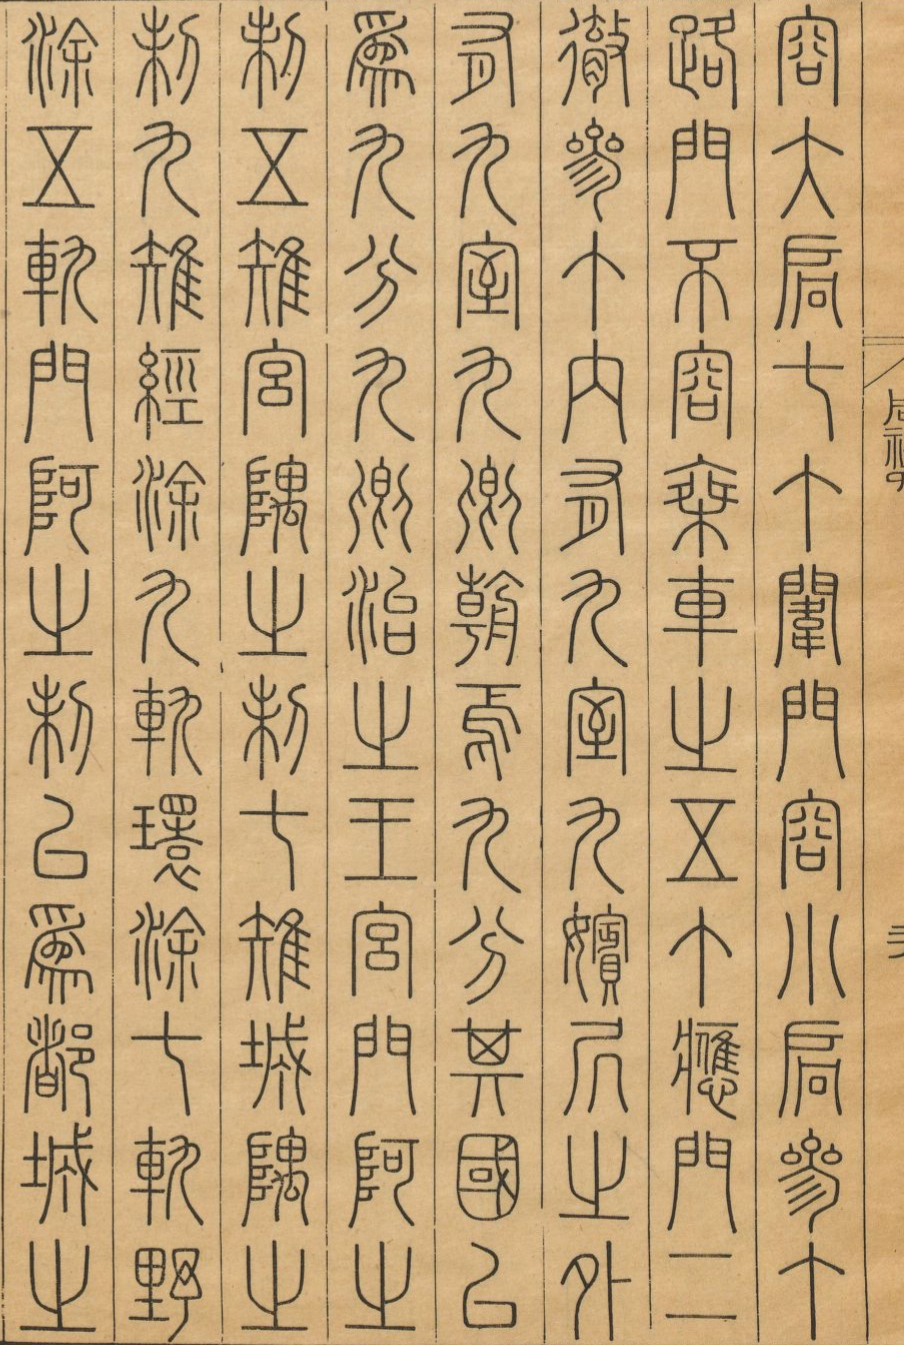 容大扃七个闈門容小扃參个
路門不容乘車之五个應門二
徹參个內有九室九嬪凥之外
有九室九卿朝焉九分其國以
為九分九卿治之王宮門阿之
制五雉宮隅之制七雉城隅之
制九雉經涂九軌環涂七軌野
涂五軌門阿之制以為都城之